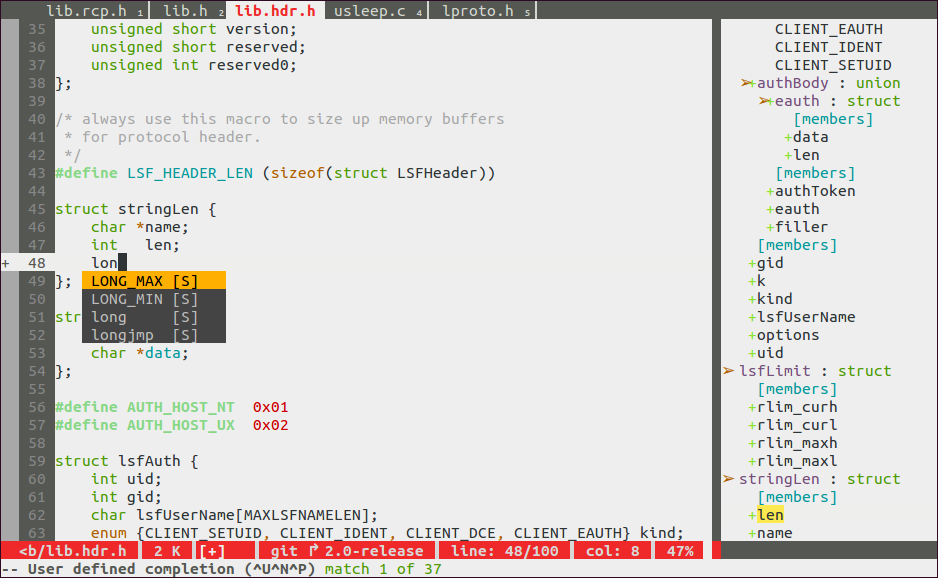 lib.rcp.h 1 lib.h 2 lib.hdr.h usleep.c 4 lproto.h 5
35 unsigned short version;
36 unsigned short reserved;
37 unsigned int reserved0;
38 };
39
40 /* always use this macro to size up memory buffers
41 * for protocol header.
42 */
43 #define LSF_HEADER_LEN (sizeof(struct LSFHeader))
44
45 struct stringLen {
46 char *name;
47 int len;
+ 48 lon
49 }; LONG_MAX [S]
50 LONG_MIN [S]
51 str long [S]
52 longjmp [S]
53 char *data;
54 };
55
56 #define AUTH_HOST_NT 0x01
57 #define AUTH_HOST_UX 0x02
58
59 struct lsfAuth {
60 int uid;
61 int gid;
62 char lsfUserName[MAXLSFNAMELEN];
63 enum {CLIENT_SETUID, CLIENT_IDENT, CLIENT_DCE, CLIENT_EAUTH} kind;
CLIENT_EAUTH
CLIENT_IDENT
CLIENT_SETUID
➢+authBody : union
➢+eauth : struct
[members]
+data
+len
[members]
+authToken
+eauth
+filler
[members]
+gid
+k
+kind
+lsfUserName
+options
+uid
➢ lsfLimit : struct
[members]
+rlim_curh
+rlim_curl
+rlim_maxh
+rlim_maxl
➢ stringLen : struct
[members]
+len
+name
<b/lib.hdr.h 2 K [+] git ↱ 2.0-release line: 48/100 col: 8 47%
-- User defined completion (^U^N^P) match 1 of 37